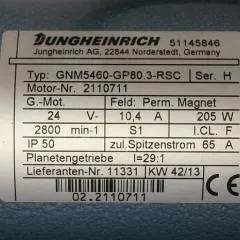 JUNGHEINRICH 51145846
Jungheinrich AG, 22844 Norderstedt, Germany
Typ: GNM5460-GP80.3-RSC Ser. H
Motor-Nr. 2110711
G.-Mot. Feld: Perm. Magnet
24 V- 10,4 A 205 W
2800 min-1 S1 I.CL. F
IP 50 zul.Spitzenstrom 65 A
Planetengetriebe I=29:1
Lieferanten-Nr. 11331 KW 42/13
02.2110711